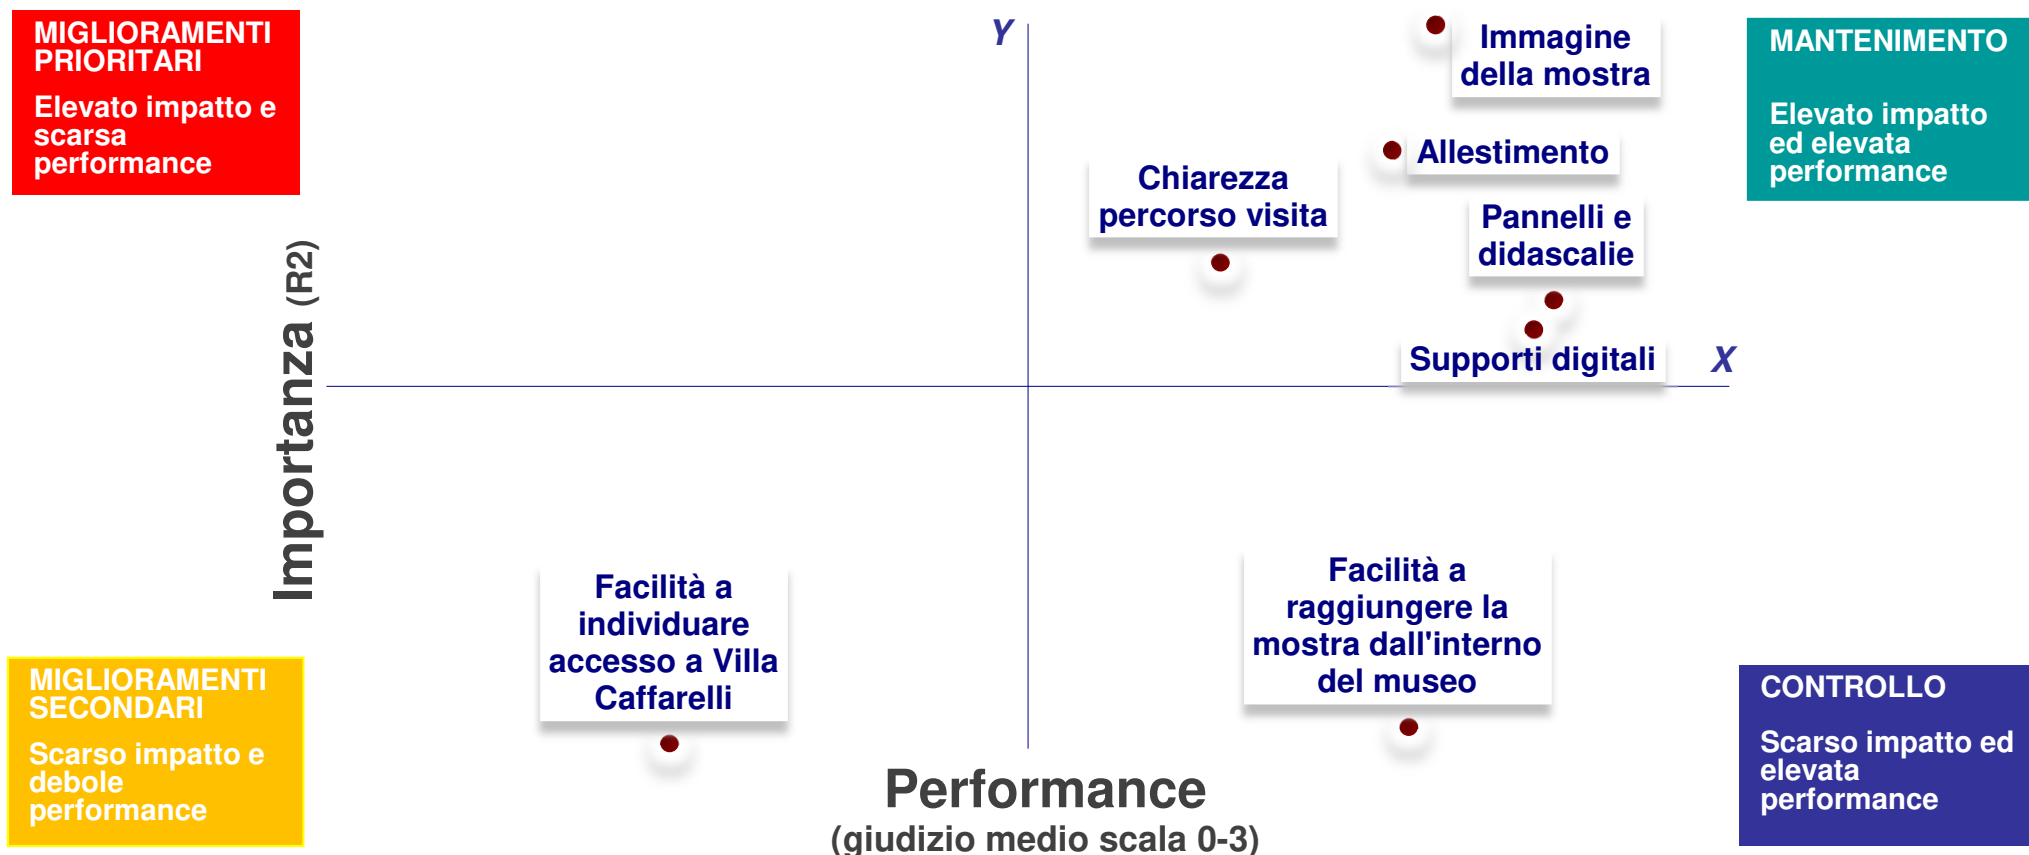 MIGLIORAMENTI
PRIORITARI
Elevato impatto e
scarsa
performance
Y
Immagine
della mostra
MANTENIMENTO
Elevato impatto
ed elevata
performance
Allestimento
Chiarezza
percorso visita
Pannelli e
didascalie
Supporti digitali
X
Importanza (R2)
Facilità a
individuare
accesso a Villa
Caffarelli
Facilità a
raggiungere la
mostra dall'interno
del museo
MIGLIORAMENTI
SECONDARI
Scarso impatto e
debole
performance
CONTROLLO
Scarso impatto ed
elevata
performance
Performance
(giudizio medio scala 0-3)